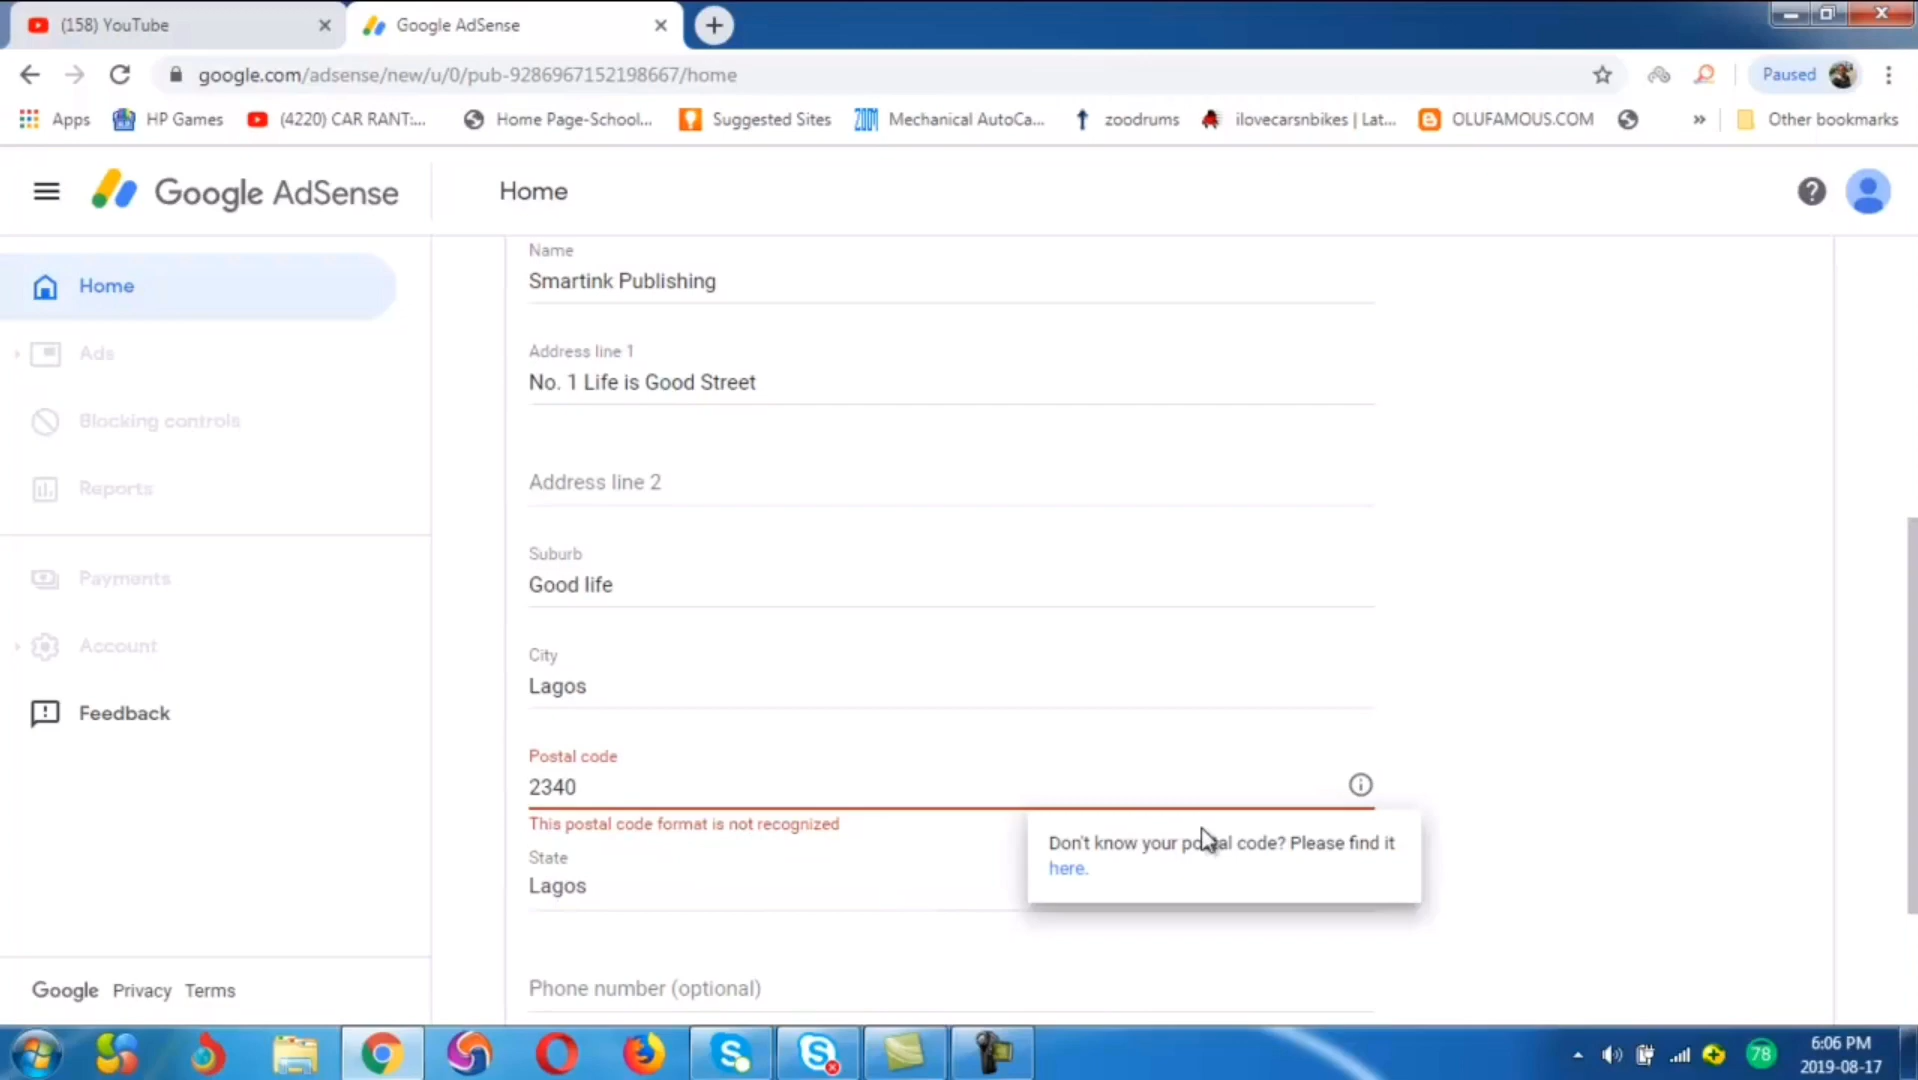 (158) YouTube
Google AdSense
google.com/adsense/new/u/0/pub-9286967152198667/home
Paused
Apps
HP Games
(4220) CAR RANT:...
Home Page-School...
Suggested Sites
ZOOM
Mechanical AutoCa...
zoodrums
ilovecarsnbikes | Lat...
OLUFAMOUS.COM
»
Other bookmarks
Google AdSense
Home
Home
Ads
Blocking controls
Reports
Payments
Account
Feedback
Google Privacy Terms
Name
Smartink Publishing
Address line 1
No. 1 Life is Good Street
Address line 2
Suburb
Good life
City
Lagos
Postal code
2340
This postal code format is not recognized
Don't know your postal code? Please find it
here.
State
Lagos
Phone number (optional)
78
6:06 PM
2019-08-17